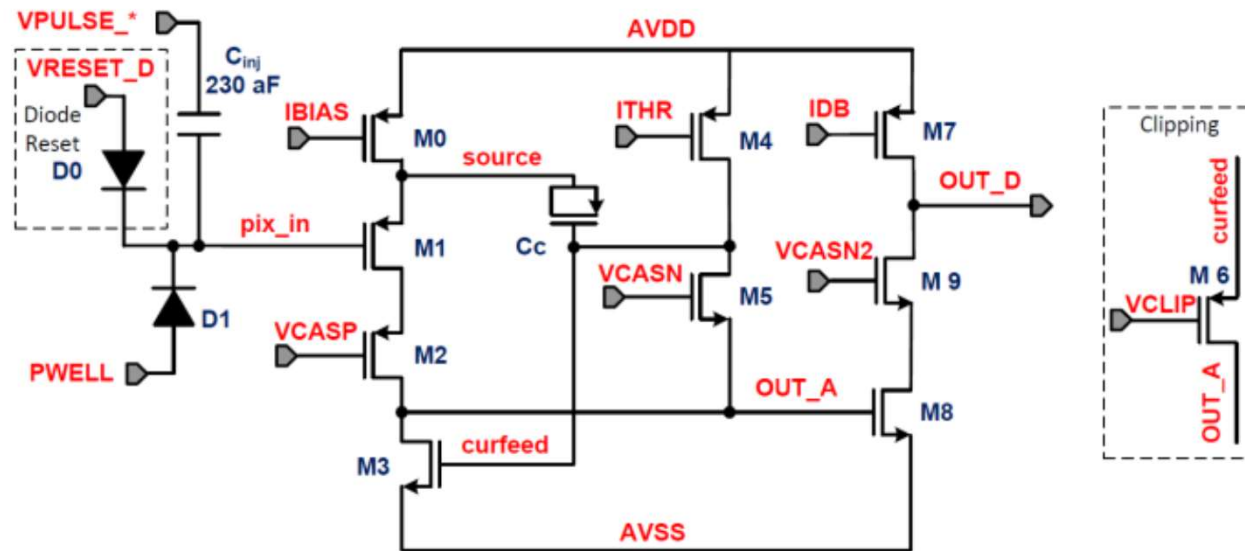 VPULSE_*
AVDD
VRESET_D
C_inj
230 aF
Diode
Reset
D0
IBIAS
M0
ITHR
M4
IDB
M7
Clipping
source
OUT_D
curfeed
pix_in
M1
Cc
VCASN
M5
VCASN2
M 9
M 6
VCLIP
D1
PWELL
VCASP
M2
OUT_A
M8
OUT_A
M3
curfeed
AVSS